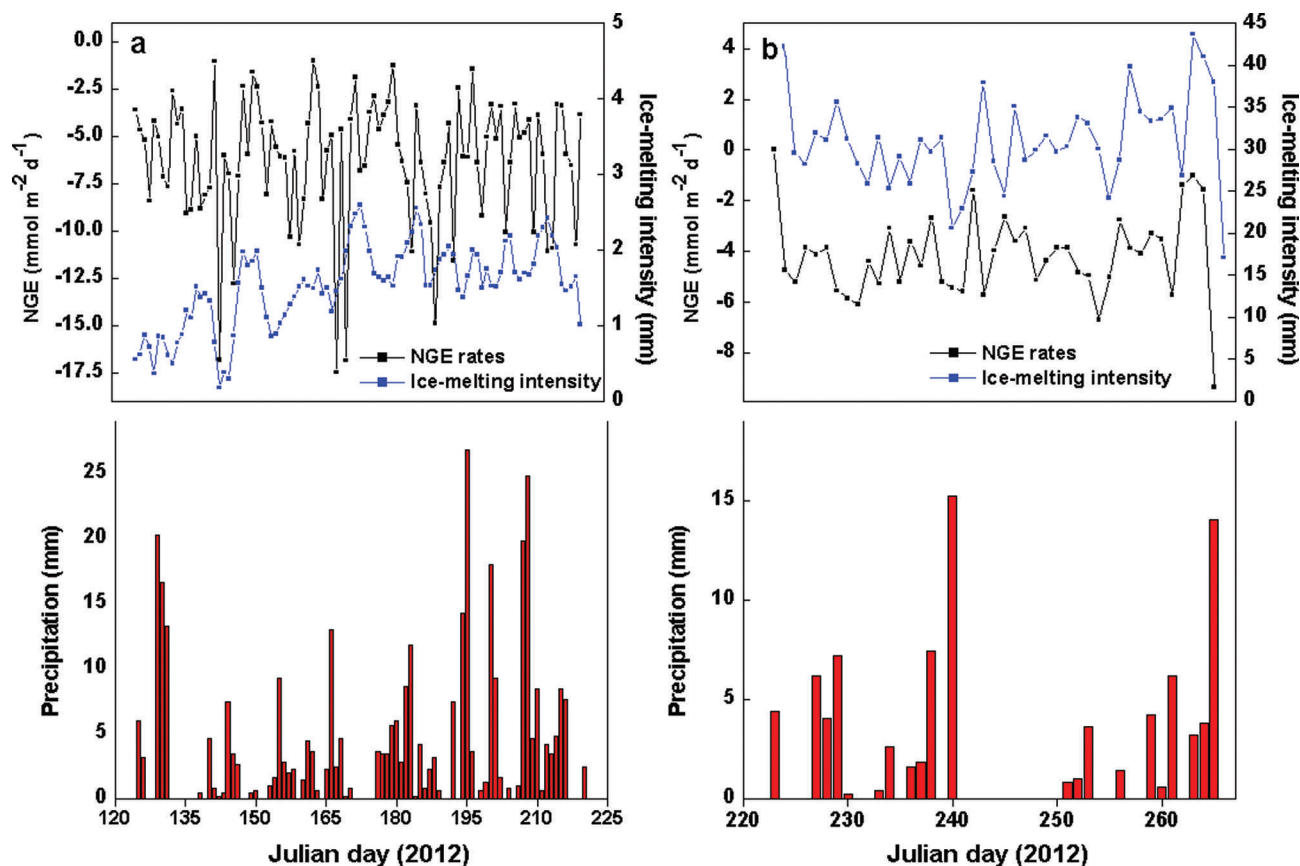 a
NGE (mmol m⁻² d⁻¹)
0.0
-2.5
-5.0
-7.5
-10.0
-12.5
-15.0
-17.5
5
4
3
2
1
0
Ice-melting intensity (mm)
NGE rates
Ice-melting intensity
b
NGE (mmol m⁻² d⁻¹)
4
2
0
-2
-4
-6
-8
45
40
35
30
25
20
15
10
5
0
Ice-melting intensity (mm)
NGE rates
Ice-melting intensity
Precipitation (mm)
25
20
15
10
5
0
120 135 150 165 180 195 210 225
Julian day (2012)
Precipitation (mm)
15
10
5
0
220 230 240 250 260
Julian day (2012)